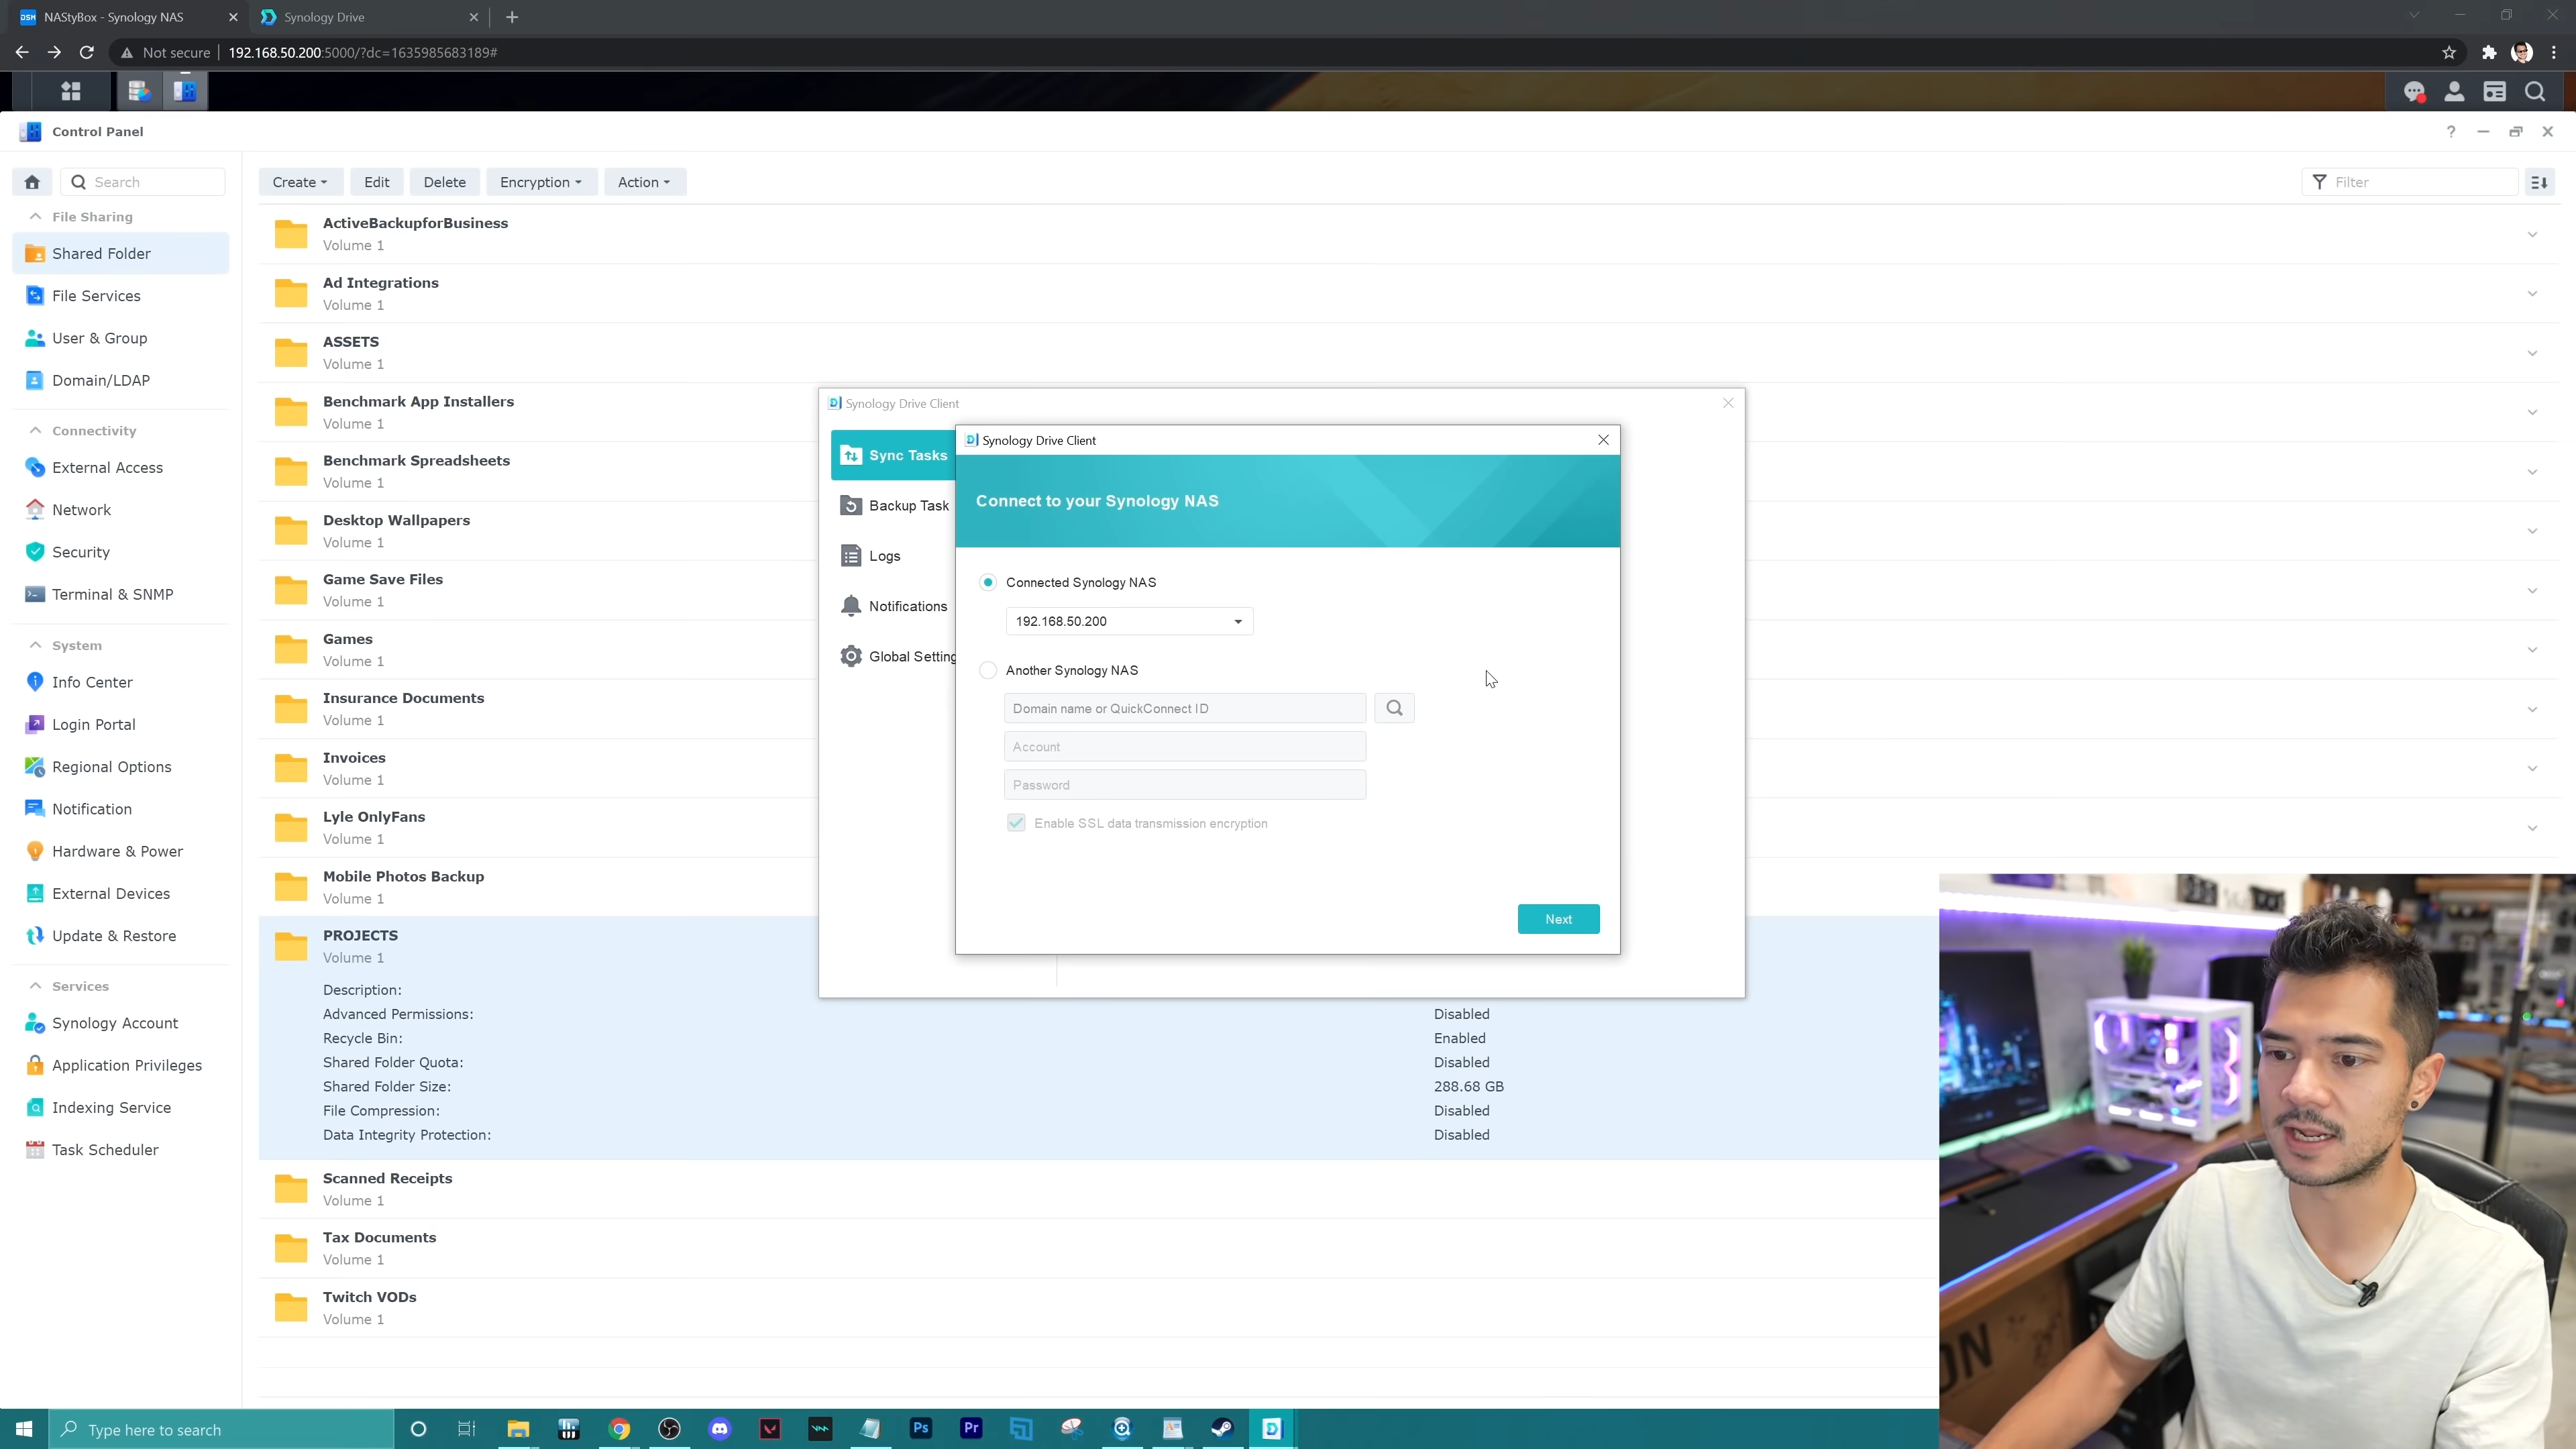 NAStyBox - Synology NAS
Synology Drive
Not secure
192.168.50.200:5000/?dc=1635985683189#
Control Panel
Search
Create
Edit
Delete
Encryption
Action
Filter
File Sharing
Shared Folder
File Services
User & Group
Domain/LDAP
Connectivity
External Access
Network
Security
Terminal & SNMP
System
Info Center
Login Portal
Regional Options
Notification
Hardware & Power
External Devices
Update & Restore
Services
Synology Account
Application Privileges
Indexing Service
Task Scheduler
ActiveBackupforBusiness
Volume 1
Ad Integrations
Volume 1
ASSETS
Volume 1
Benchmark App Installers
Volume 1
Benchmark Spreadsheets
Volume 1
Desktop Wallpapers
Volume 1
Game Save Files
Volume 1
Games
Volume 1
Insurance Documents
Volume 1
Invoices
Volume 1
Lyle OnlyFans
Volume 1
Mobile Photos Backup
Volume 1
PROJECTS
Volume 1
Description:
Advanced Permissions: Disabled
Recycle Bin: Enabled
Shared Folder Quota: Disabled
Shared Folder Size: 288.68 GB
File Compression: Disabled
Data Integrity Protection: Disabled
Scanned Receipts
Volume 1
Tax Documents
Volume 1
Twitch VODs
Volume 1
Synology Drive Client
Sync Tasks
Backup Task
Logs
Notifications
Global Setting
Synology Drive Client
Connect to your Synology NAS
Connected Synology NAS
192.168.50.200
Another Synology NAS
Domain name or QuickConnect ID
Account
Password
Enable SSL data transmission encryption
Next
Type here to search
Ps
Pr